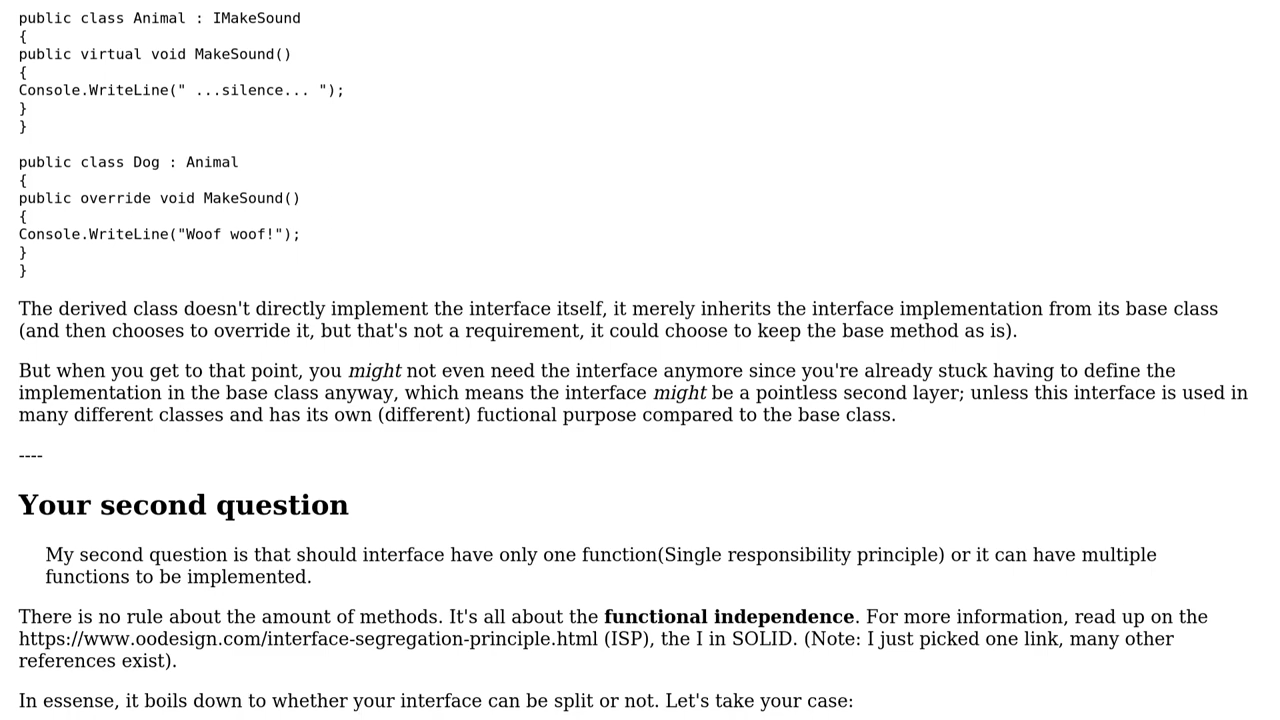 public class Animal : IMakeSound
{
public virtual void MakeSound()
{
Console.WriteLine(" ...silence... ");
}
}

public class Dog : Animal
{
public override void MakeSound()
{
Console.WriteLine("Woof woof!");
}
}

The derived class doesn't directly implement the interface itself, it merely inherits the interface implementation from its base class
(and then chooses to override it, but that's not a requirement, it could choose to keep the base method as is).

But when you get to that point, you might not even need the interface anymore since you're already stuck having to define the
implementation in the base class anyway, which means the interface might be a pointless second layer; unless this interface is used in
many different classes and has its own (different) fuctional purpose compared to the base class.

----

Your second question

My second question is that should interface have only one function(Single responsibility principle) or it can have multiple
functions to be implemented.

There is no rule about the amount of methods. It's all about the functional independence. For more information, read up on the
https://www.oodesign.com/interface-segregation-principle.html (ISP), the I in SOLID. (Note: I just picked one link, many other
references exist).

In essense, it boils down to whether your interface can be split or not. Let's take your case: